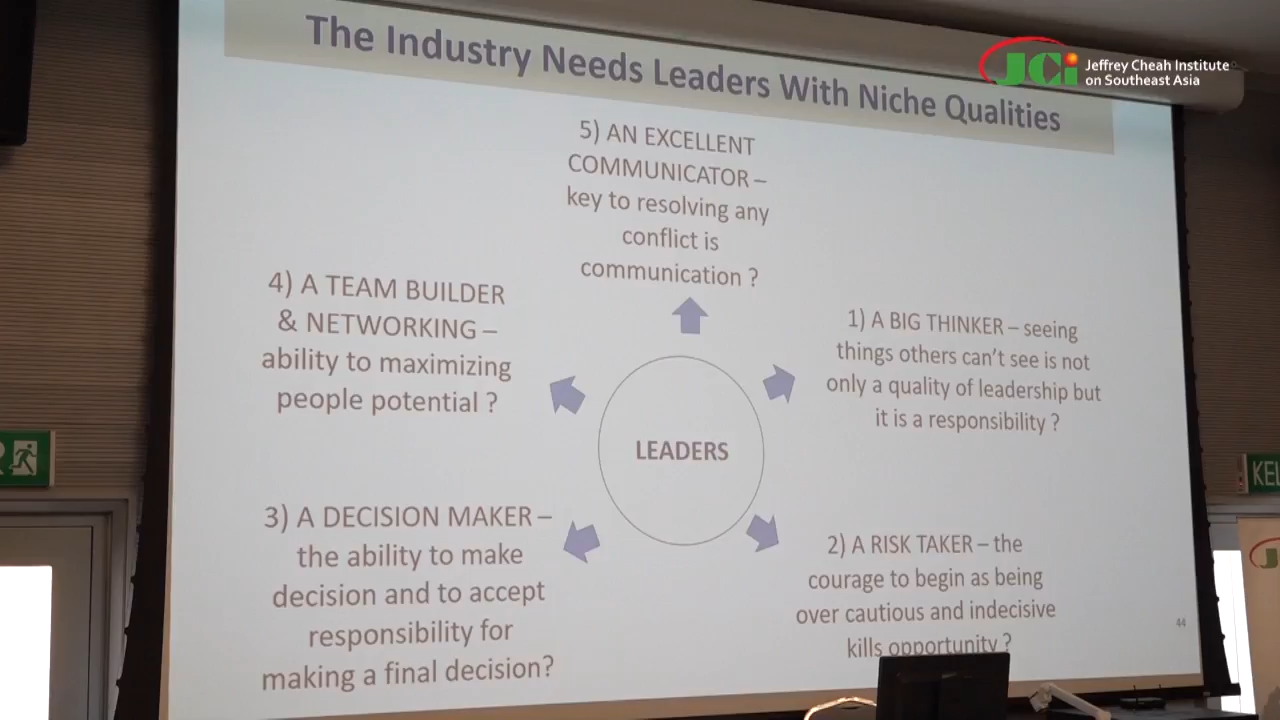 The Industry Needs Leaders With Niche Qualities
JCi Jeffrey Cheah Institute
on Southeast Asia
5) AN EXCELLENT
COMMUNICATOR –
key to resolving any
conflict is
communication ?
4) A TEAM BUILDER
& NETWORKING –
ability to maximizing
people potential ?
1) A BIG THINKER – seeing
things others can't see is not
only a quality of leadership but
it is a responsibility ?
LEADERS
3) A DECISION MAKER –
the ability to make
decision and to accept
responsibility for
making a final decision?
2) A RISK TAKER – the
courage to begin as being
over cautious and indecisive
kills opportunity ?
44
R
KEL